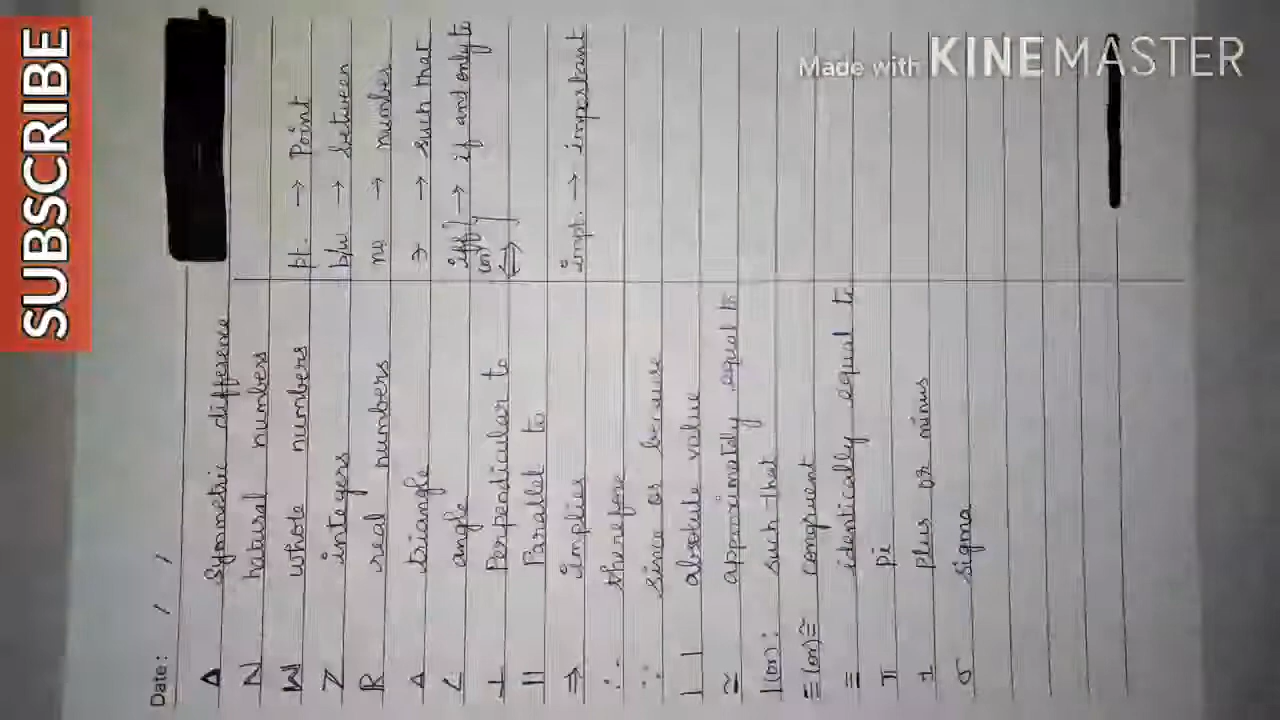 SUBSCRIBE
Made with KINEMASTER
Date: / /
Δ symmetric difference
N natural numbers
W whole numbers
Z integers
R real numbers
Δ triangle
∠ angle
⊥ Perpendicular to
|| Parallel to
⇒ implies
∴ therefore
∵ since or because
| | absolute value
≅ approximately equal to
| (or) : such that
≡ (or) ≅ congruent
≡ identically equal to
π pi
± plus or minus
σ sigma
pt. → Point
b/w → between
no → number
∋ → such that
iff (or) ⇔ → if and only to
impt. → important